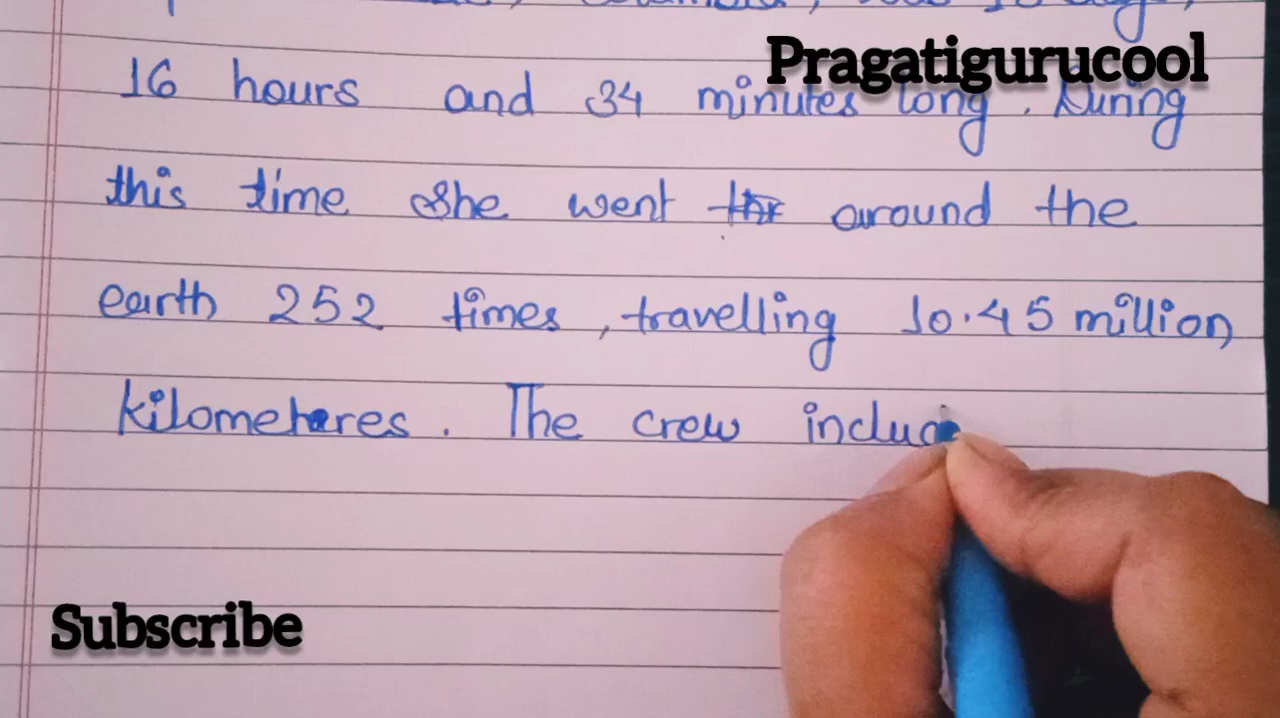 Pragatigurucool
16 hours and 34 minutes long. During
this time She went around the
earth 252 times, travelling 10.45 million
kilometeres. The crew includ
Subscribe